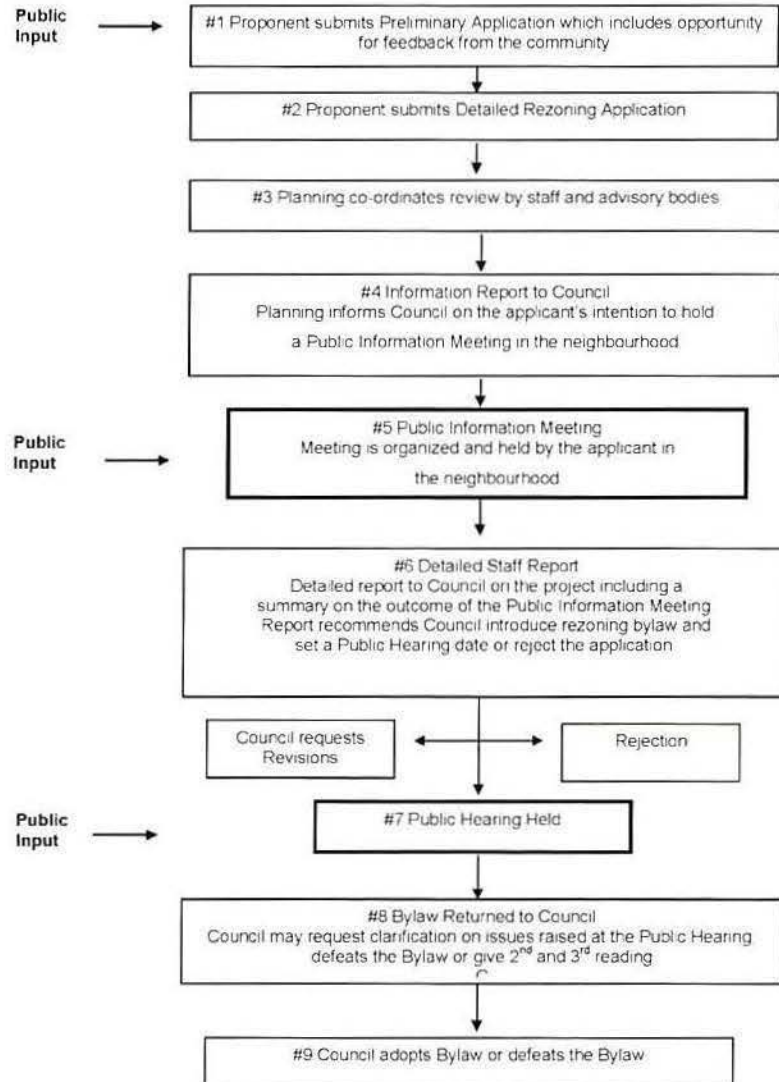 Public
Input
#1 Proponent submits Preliminary Application which includes opportunity
for feedback from the community
#2 Proponent submits Detailed Rezoning Application
#3 Planning co-ordinates review by staff and advisory bodies
#4 Information Report to Council
Planning informs Council on the applicant's intention to hold
a Public Information Meeting in the neighbourhood
Public
Input
#5 Public Information Meeting
Meeting is organized and held by the applicant in
the neighbourhood
#6 Detailed Staff Report
Detailed report to Council on the project including a
summary on the outcome of the Public Information Meeting
Report recommends Council introduce rezoning bylaw and
set a Public Hearing date or reject the application
Council requests
Revisions
Rejection
Public
Input
#7 Public Hearing Held
#8 Bylaw Returned to Council
Council may request clarification on issues raised at the Public Hearing
defeats the Bylaw or give 2nd and 3rd reading
#9 Council adopts Bylaw or defeats the Bylaw